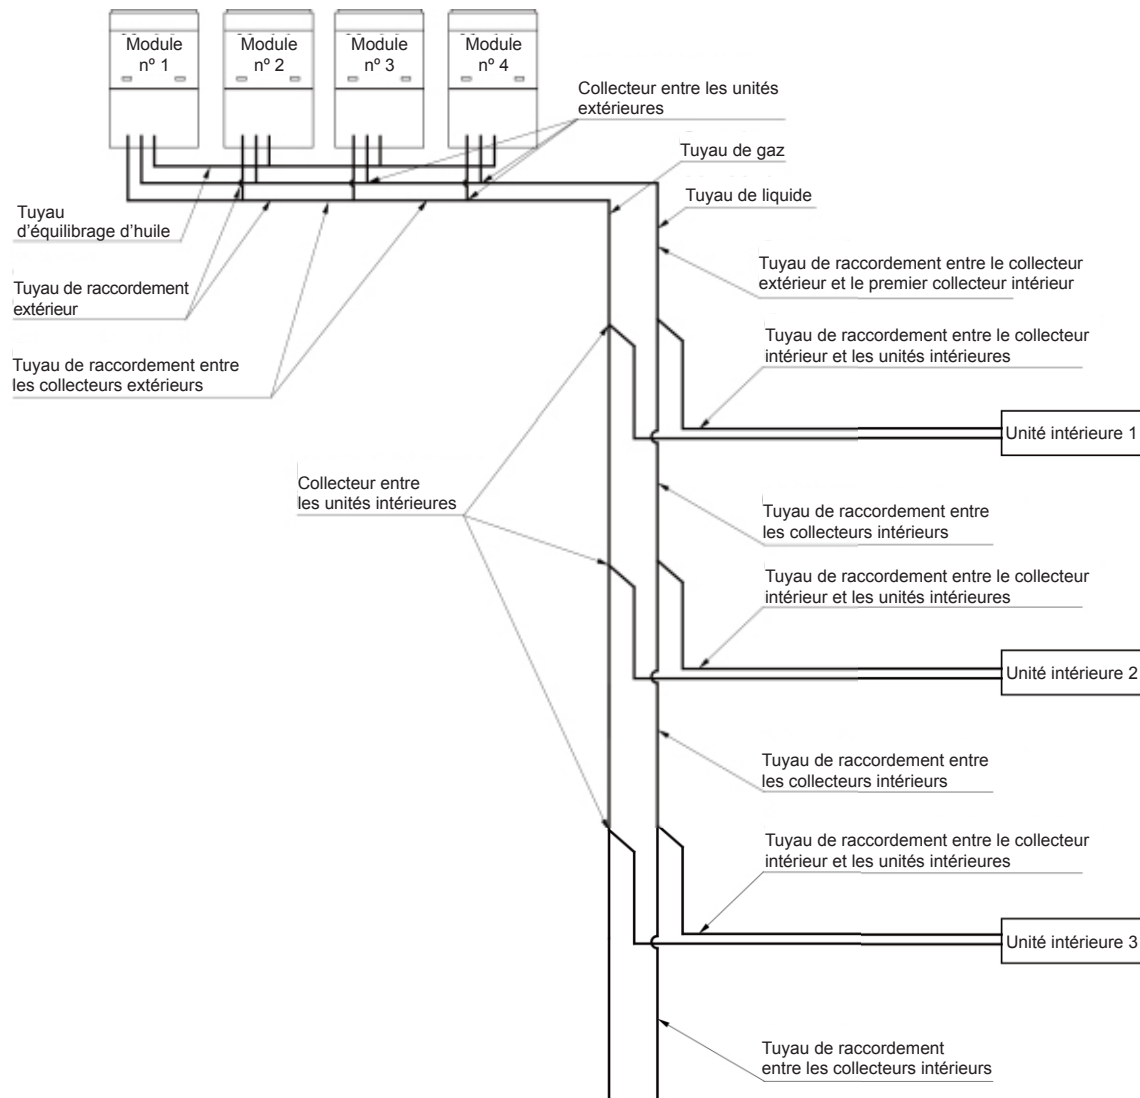 Module
nº 1
Module
nº 2
Module
nº 3
Module
nº 4
Collecteur entre les unités
extérieures
Tuyau de gaz
Tuyau de liquide
Tuyau
d'équilibrage d'huile
Tuyau de raccordement entre le collecteur
extérieur et le premier collecteur intérieur
Tuyau de raccordement
extérieur
Tuyau de raccordement entre le collecteur
intérieur et les unités intérieures
Tuyau de raccordement entre
les collecteurs extérieurs
Unité intérieure 1
Collecteur entre
les unités intérieures
Tuyau de raccordement entre
les collecteurs intérieurs
Tuyau de raccordement entre le collecteur
intérieur et les unités intérieures
Unité intérieure 2
Tuyau de raccordement entre
les collecteurs intérieurs
Tuyau de raccordement entre le collecteur
intérieur et les unités intérieures
Unité intérieure 3
Tuyau de raccordement
entre les collecteurs intérieurs